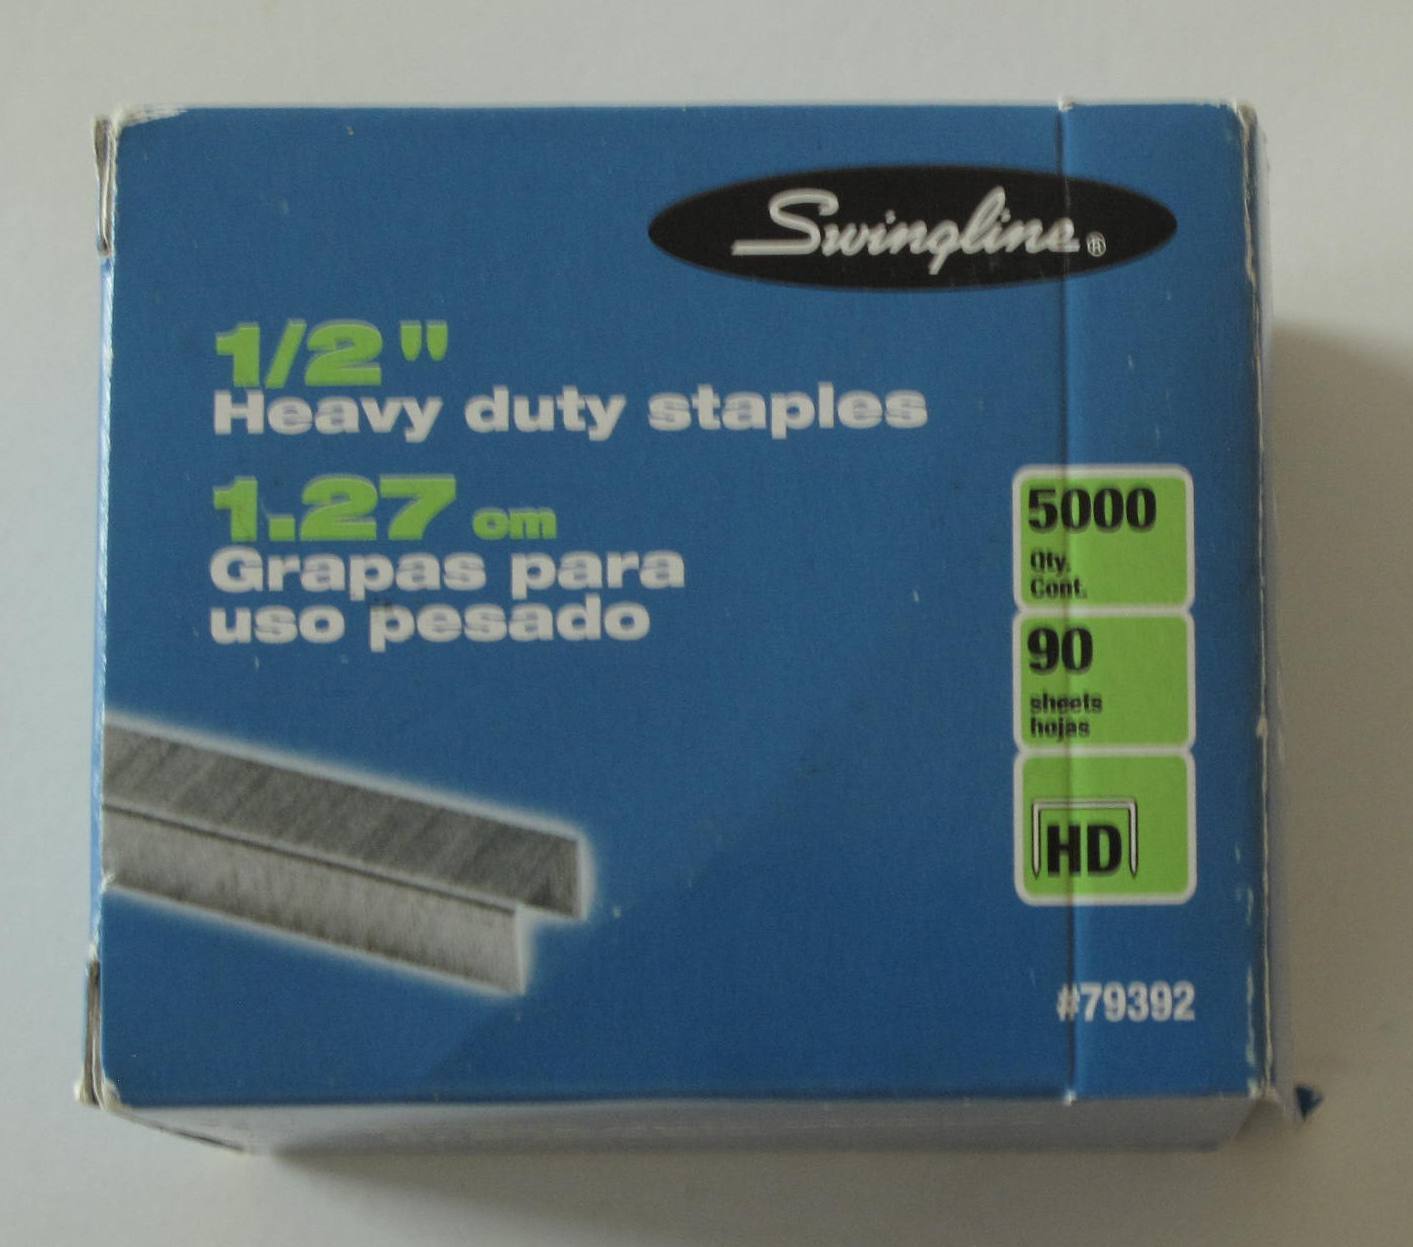 Swingline®
1/2"
Heavy duty staples
1.27 cm
Grapas para
uso pesado
5000
Qty.
Cont.
90
sheets
hojas
HD
#79392